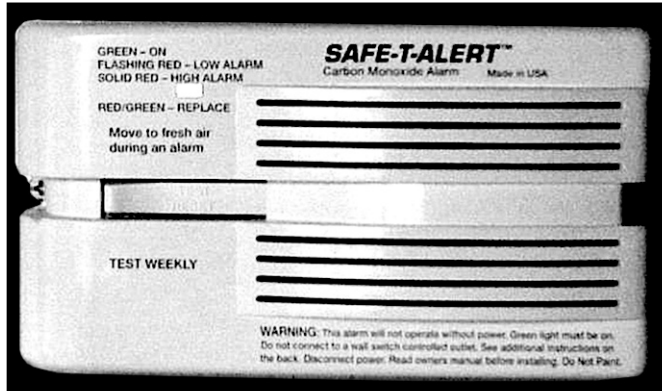 GREEN – ON
FLASHING RED – LOW ALARM
SOLID RED – HIGH ALARM
RED/GREEN – REPLACE
Move to fresh air
during an alarm
SAFE-T-ALERT™
Carbon Monoxide Alarm Made in USA
TEST
TEST WEEKLY
WARNING: This alarm will not operate without power. Green light must be on.
Do not connect to a wall switch controlled outlet. See additional instructions on
the back. Disconnect power. Read owners manual before installing. Do Not Paint.